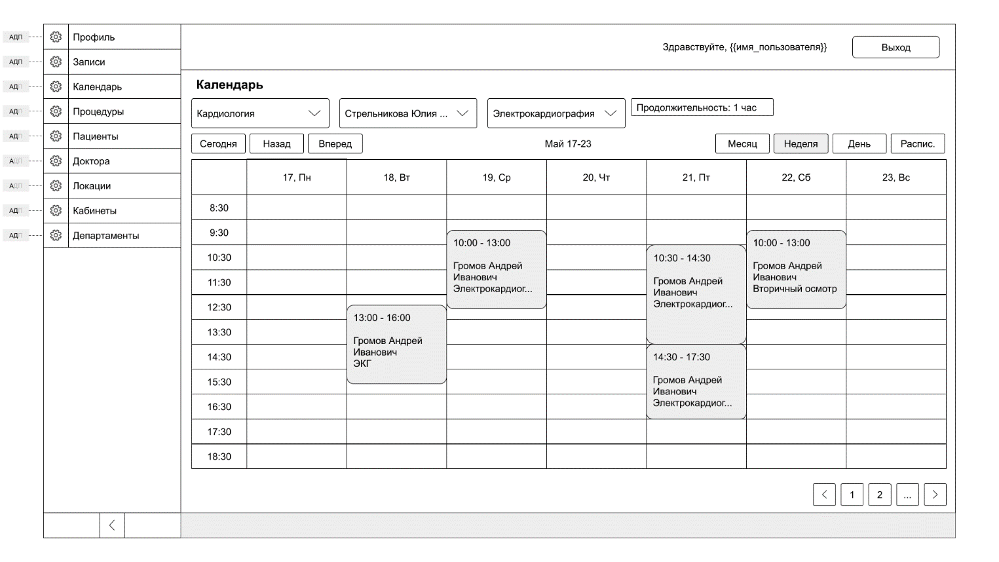 АДП
Профиль
АДП
Записи
АДП
Календарь
АДП
Процедуры
АДП
Пациенты
АДП
Доктора
АДП
Локации
АДП
Кабинеты
АДП
Департаменты
Здравствуйте, {{имя_пользователя}}
Выход
Календарь
Кардиология
Стрельникова Юлия ...
Электрокардиография
Продолжительность: 1 час
Сегодня
Назад
Вперед
Май 17-23
Месяц
Неделя
День
Распис.
17, Пн
18, Вт
19, Ср
20, Чт
21, Пт
22, Сб
23, Вс
8:30
9:30
10:30
11:30
12:30
13:30
14:30
15:30
16:30
17:30
18:30
13:00 - 16:00
Громов Андрей
Иванович
ЭКГ
10:00 - 13:00
Громов Андрей
Иванович
Электрокардиог...
10:30 - 14:30
Громов Андрей
Иванович
Электрокардиог...
14:30 - 17:30
Громов Андрей
Иванович
Электрокардиог...
10:00 - 13:00
Громов Андрей
Иванович
Вторичный осмотр
1
2
...